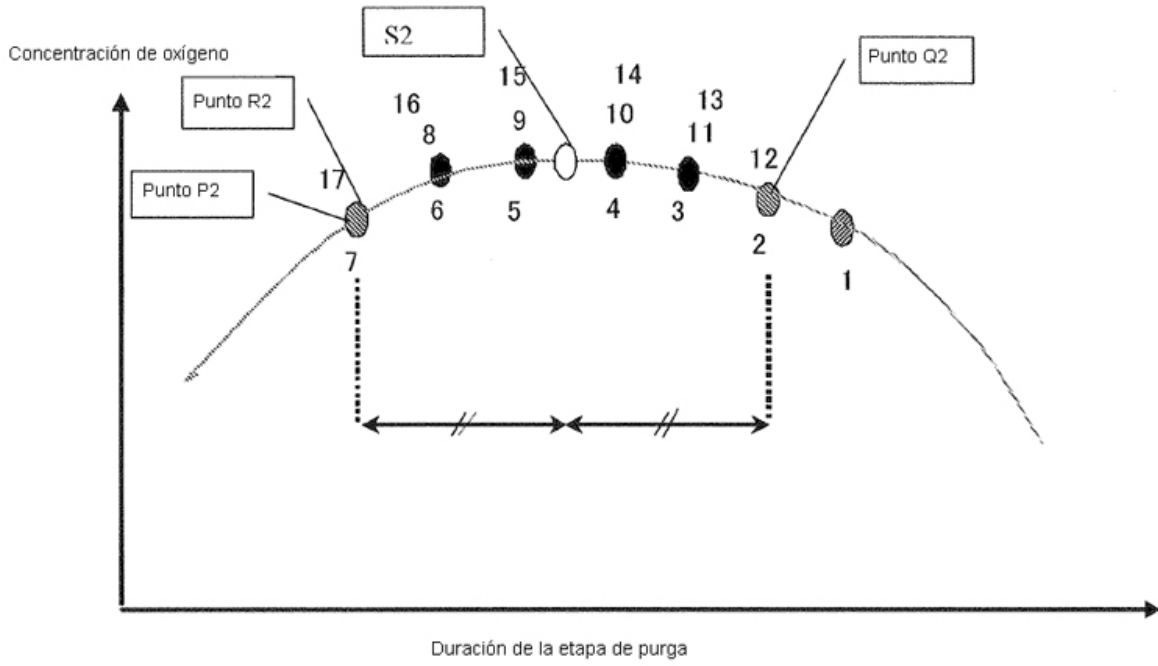 S2
Concentración de oxígeno
Punto Q2
Punto R2
Punto P2
15
14
13
16
9
10
11
12
8
17
7
6
5
4
3
2
1
Duración de la etapa de purga